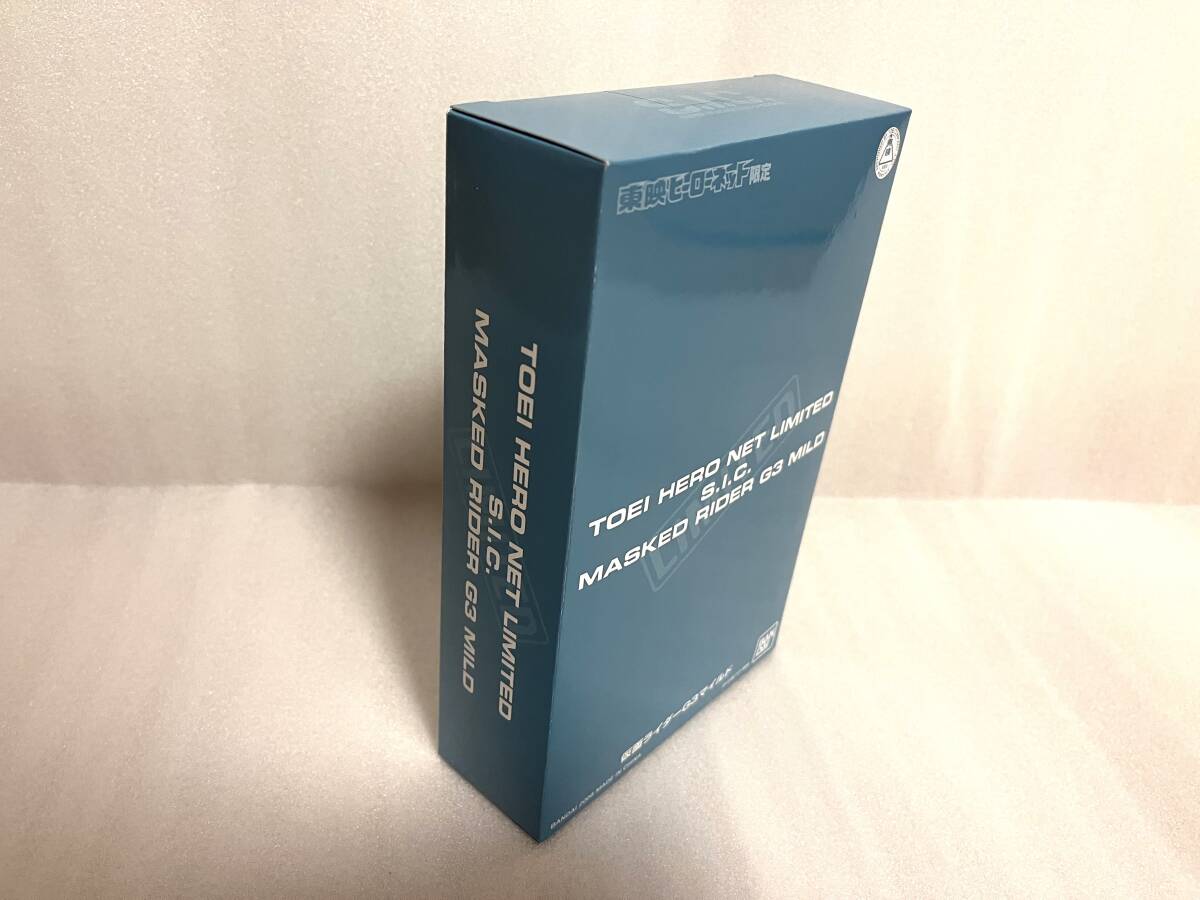 S.I.C.
東映ヒーローネット限定
TOEI HERO NET LIMITED
S.I.C.
MASKED RIDER G3 MILD
LIMITED
仮面ライダーG3マイルド
BANDAI
TOEI HERO NET LIMITED
S.I.C.
MASKED RIDER G3 MILD